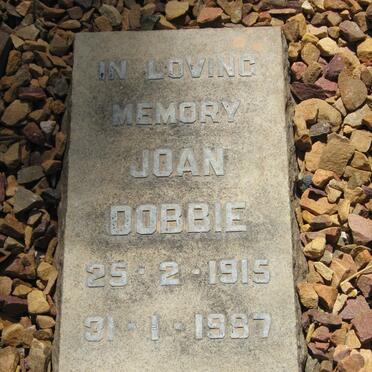 IN LOVING
MEMORY
JOAN
DOBBIE
25 · 2 · 1915
31 · 1 · 1987